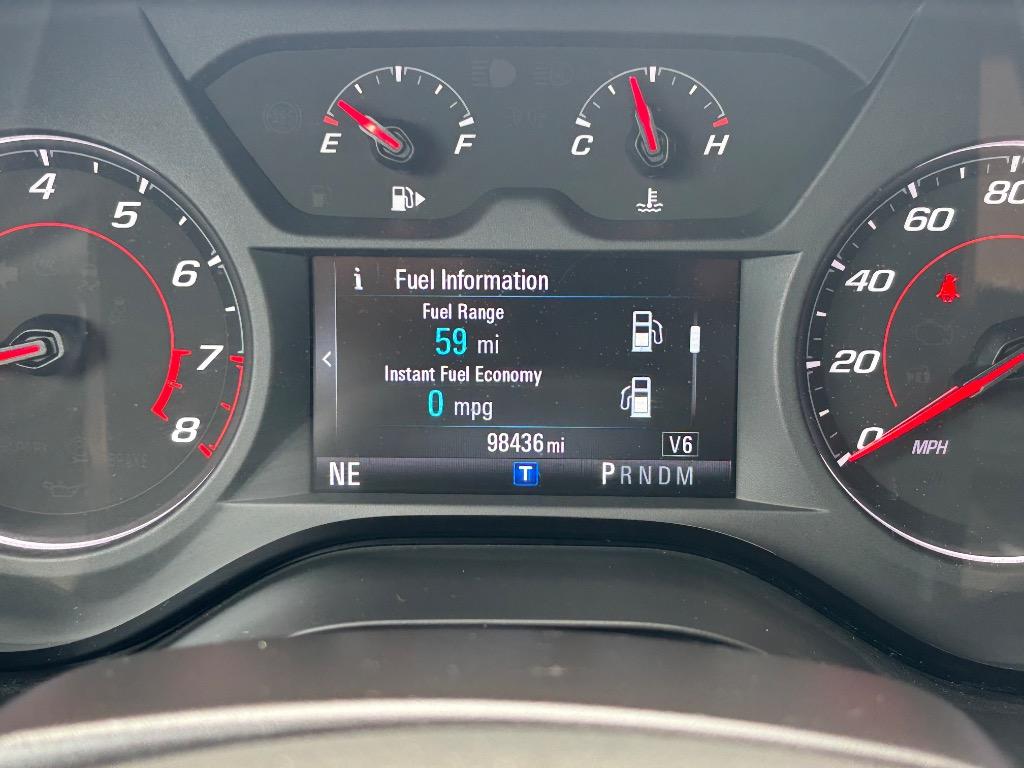 E F
C H
4
5
6
7
8
i Fuel Information
Fuel Range
59 mi
Instant Fuel Economy
0 mpg
98436 mi V6
NE T PRNDM
80
60
40
20
0
MPH